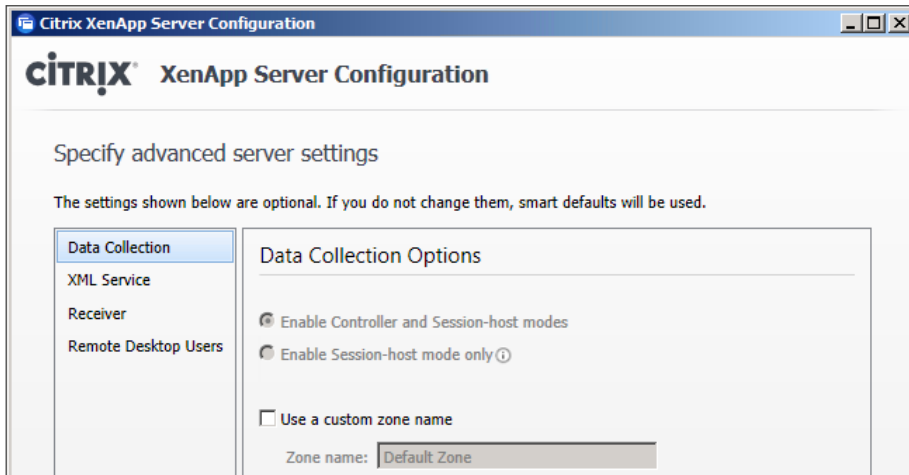 Citrix XenApp Server Configuration
CİTRIX® XenApp Server Configuration
Specify advanced server settings
The settings shown below are optional. If you do not change them, smart defaults will be used.
Data Collection
XML Service
Receiver
Remote Desktop Users
Data Collection Options
Enable Controller and Session-host modes
Enable Session-host mode only
Use a custom zone name
Zone name: Default Zone